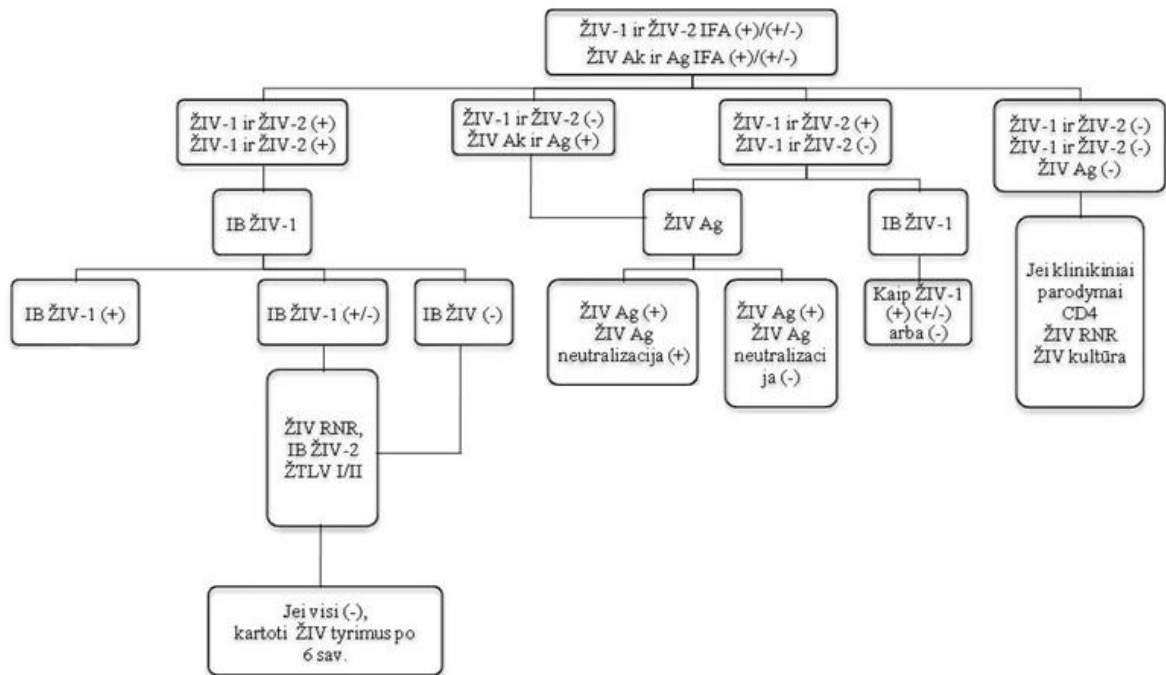 ŽIV-1 ir ŽIV-2 IFA (+)/(+/-)
ŽIV Ak ir Ag IFA (+)/(+/-)
ŽIV-1 ir ŽIV-2 (+)
ŽIV-1 ir ŽIV-2 (+)
ŽIV-1 ir ŽIV-2 (-)
ŽIV Ak ir Ag (+)
ŽIV-1 ir ŽIV-2 (+)
ŽIV-1 ir ŽIV-2 (-)
ŽIV-1 ir ŽIV-2 (-)
ŽIV-1 ir ŽIV-2 (-)
ŽIV Ag (-)
IB ŽIV-1
ŽIV Ag
IB ŽIV-1
IB ŽIV-1 (+)
IB ŽIV-1 (+/-)
IB ŽIV (-)
ŽIV Ag (+)
ŽIV Ag
neutralizacija (+)
ŽIV Ag (+)
ŽIV Ag
neutralizaci
ja (-)
Kaip ŽIV-1
(+) (+/-)
arba (-)
Jei klinikiniai
parodymai
CD4
ŽIV RNR
ŽIV kultūra
ŽIV RNR,
IB ŽIV-2
ŽTLV I/II
Jei visi (-),
kartoti ŽIV tyrimus po
6 sav.